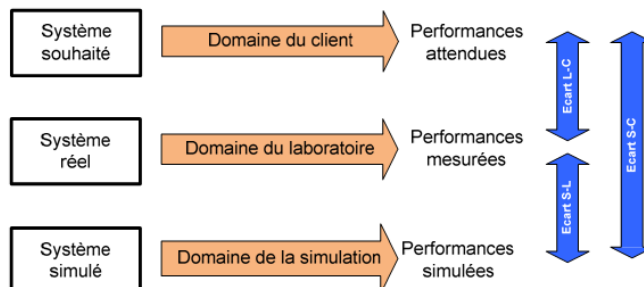 Système
souhaité
Domaine du client
Performances
attendues
Ecart L-C
Ecart S-C
Système
réel
Domaine du laboratoire
Performances
mesurées
Ecart S-L
Système
simulé
Domaine de la simulation
Performances
simulées